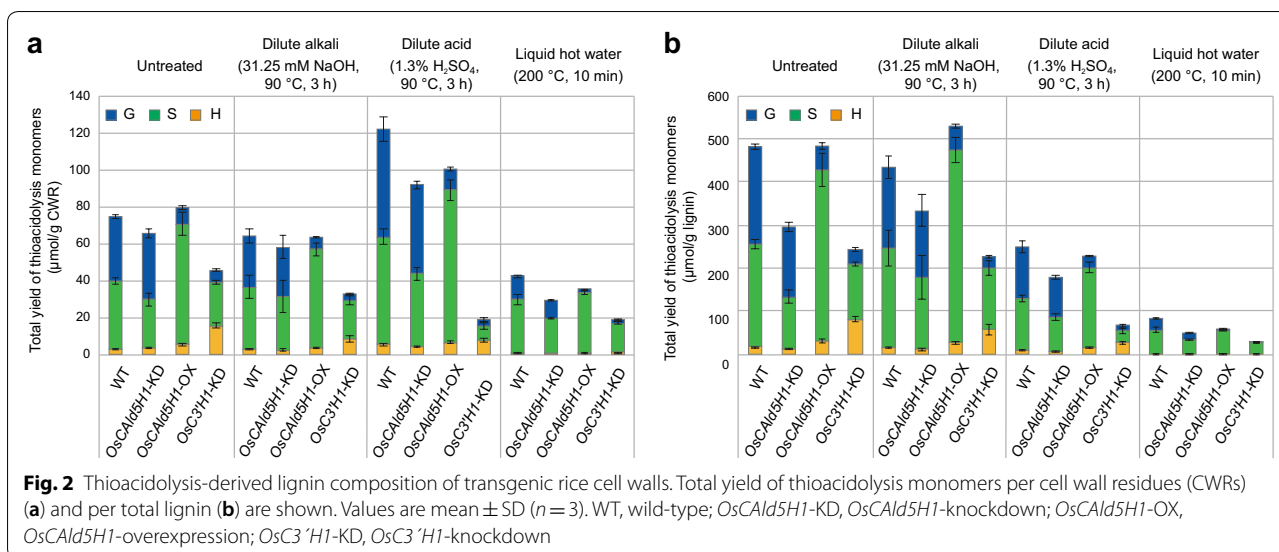 a
Untreated
Dilute alkali
(31.25 mM NaOH,
90 °C, 3 h)
Dilute acid
(1.3% H₂SO₄,
90 °C, 3 h)
Liquid hot water
(200 °C, 10 min)
Total yield of thioacidolysis monomers
(µmol/g CWR)
140
120
100
80
60
40
20
0
G S H
WT
OsCAld5H1-KD
OsCAld5H1-OX
OsC3'H1-KD
WT
OsCAld5H1-KD
OsCAld5H1-OX
OsC3'H1-KD
WT
OsCAld5H1-KD
OsCAld5H1-OX
OsC3'H1-KD
WT
OsCAld5H1-KD
OsCAld5H1-OX
OsC3'H1-KD
b
Untreated
Dilute alkali
(31.25 mM NaOH,
90 °C, 3 h)
Dilute acid
(1.3% H₂SO₄,
90 °C, 3 h)
Liquid hot water
(200 °C, 10 min)
Total yield of thioacidolysis monomers
(µmol/g lignin)
600
500
400
300
200
100
0
G S H
WT
OsCAld5H1-KD
OsCAld5H1-OX
OsC3'H1-KD
WT
OsCAld5H1-KD
OsCAld5H1-OX
OsC3'H1-KD
WT
OsCAld5H1-KD
OsCAld5H1-OX
OsC3'H1-KD
WT
OsCAld5H1-KD
OsCAld5H1-OX
OsC3'H1-KD
Fig. 2 Thioacidolysis-derived lignin composition of transgenic rice cell walls. Total yield of thioacidolysis monomers per cell wall residues (CWRs)
(a) and per total lignin (b) are shown. Values are mean ± SD (n = 3). WT, wild-type; OsCAld5H1-KD, OsCAld5H1-knockdown; OsCAld5H1-OX,
OsCAld5H1-overexpression; OsC3´H1-KD, OsC3´H1-knockdown